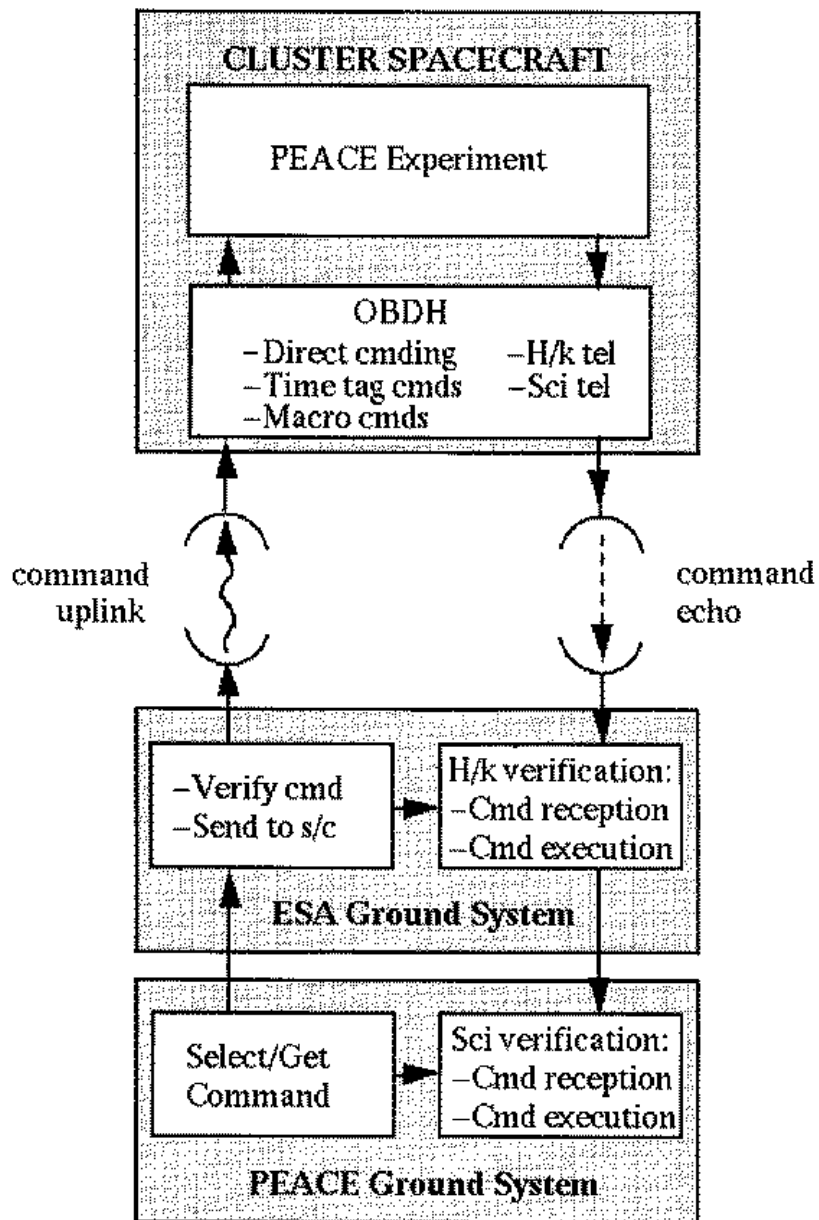 CLUSTER SPACECRAFT
PEACE Experiment
OBDH
–Direct cmding
–Time tag cmds
–Macro cmds
–H/k tel
–Sci tel
command
uplink
command
echo
–Verify cmd
–Send to s/c
H/k verification:
–Cmd reception
–Cmd execution
ESA Ground System
Select/Get
Command
Sci verification:
–Cmd reception
–Cmd execution
PEACE Ground System